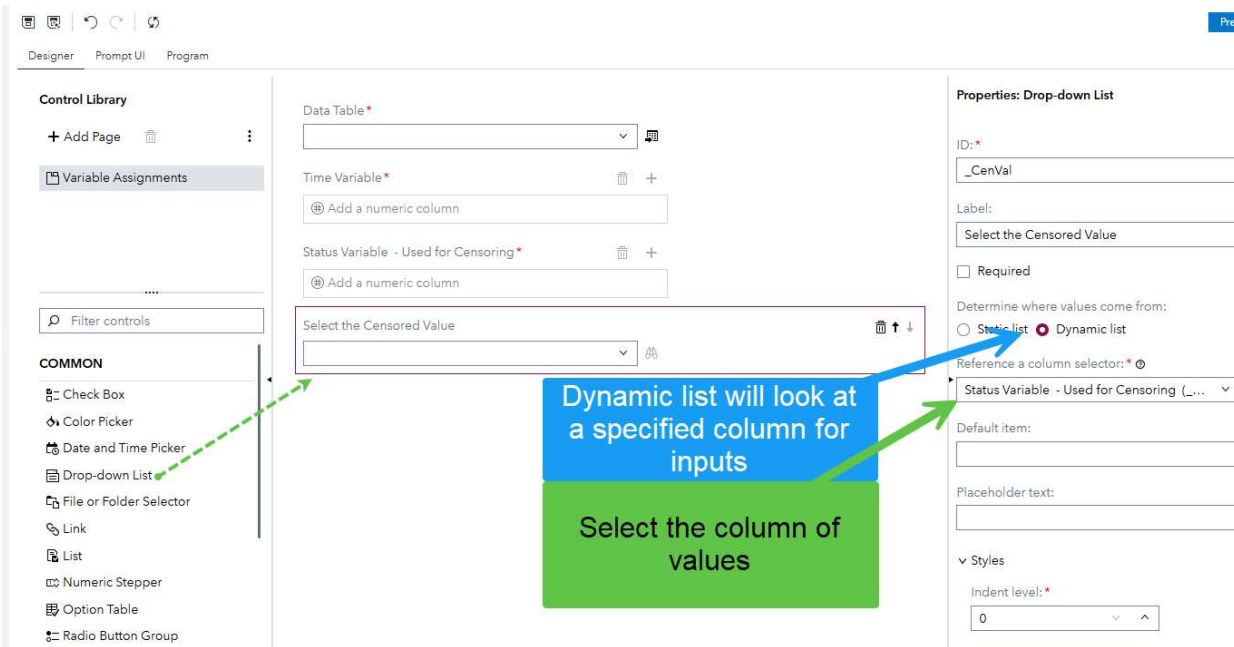 Pre
Designer Prompt UI Program
Control Library
+ Add Page
Variable Assignments
Filter controls
COMMON
Check Box
Color Picker
Date and Time Picker
Drop-down List
File or Folder Selector
Link
List
Numeric Stepper
Option Table
Radio Button Group
Data Table*
Time Variable*
Add a numeric column
Status Variable - Used for Censoring*
Add a numeric column
Select the Censored Value
Dynamic list will look at
a specified column for
inputs
Select the column of
values
Properties: Drop-down List
ID:*
_CenVal
Label:
Select the Censored Value
Required
Determine where values come from:
Static list Dynamic list
Reference a column selector:*
Status Variable - Used for Censoring (_...
Default item:
Placeholder text:
Styles
Indent level:*
0